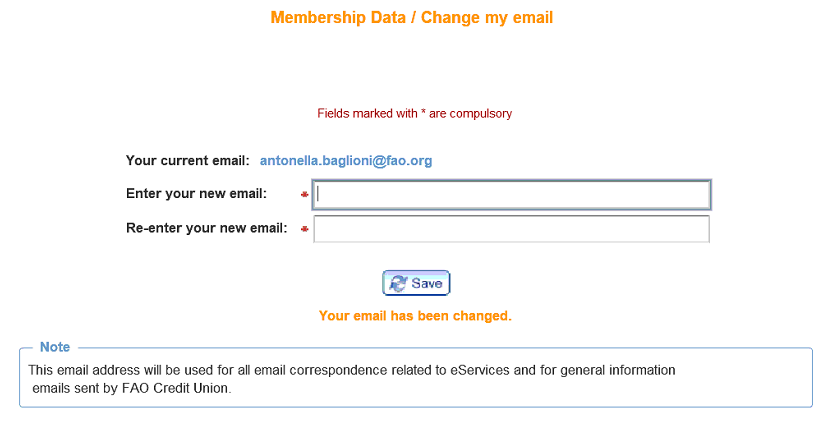 Membership Data / Change my email
Fields marked with * are compulsory
Your current email: antonella.baglioni@fao.org
Enter your new email: *
Re-enter your new email: *
Save
Your email has been changed.
Note
This email address will be used for all email correspondence related to eServices and for general information
emails sent by FAO Credit Union.